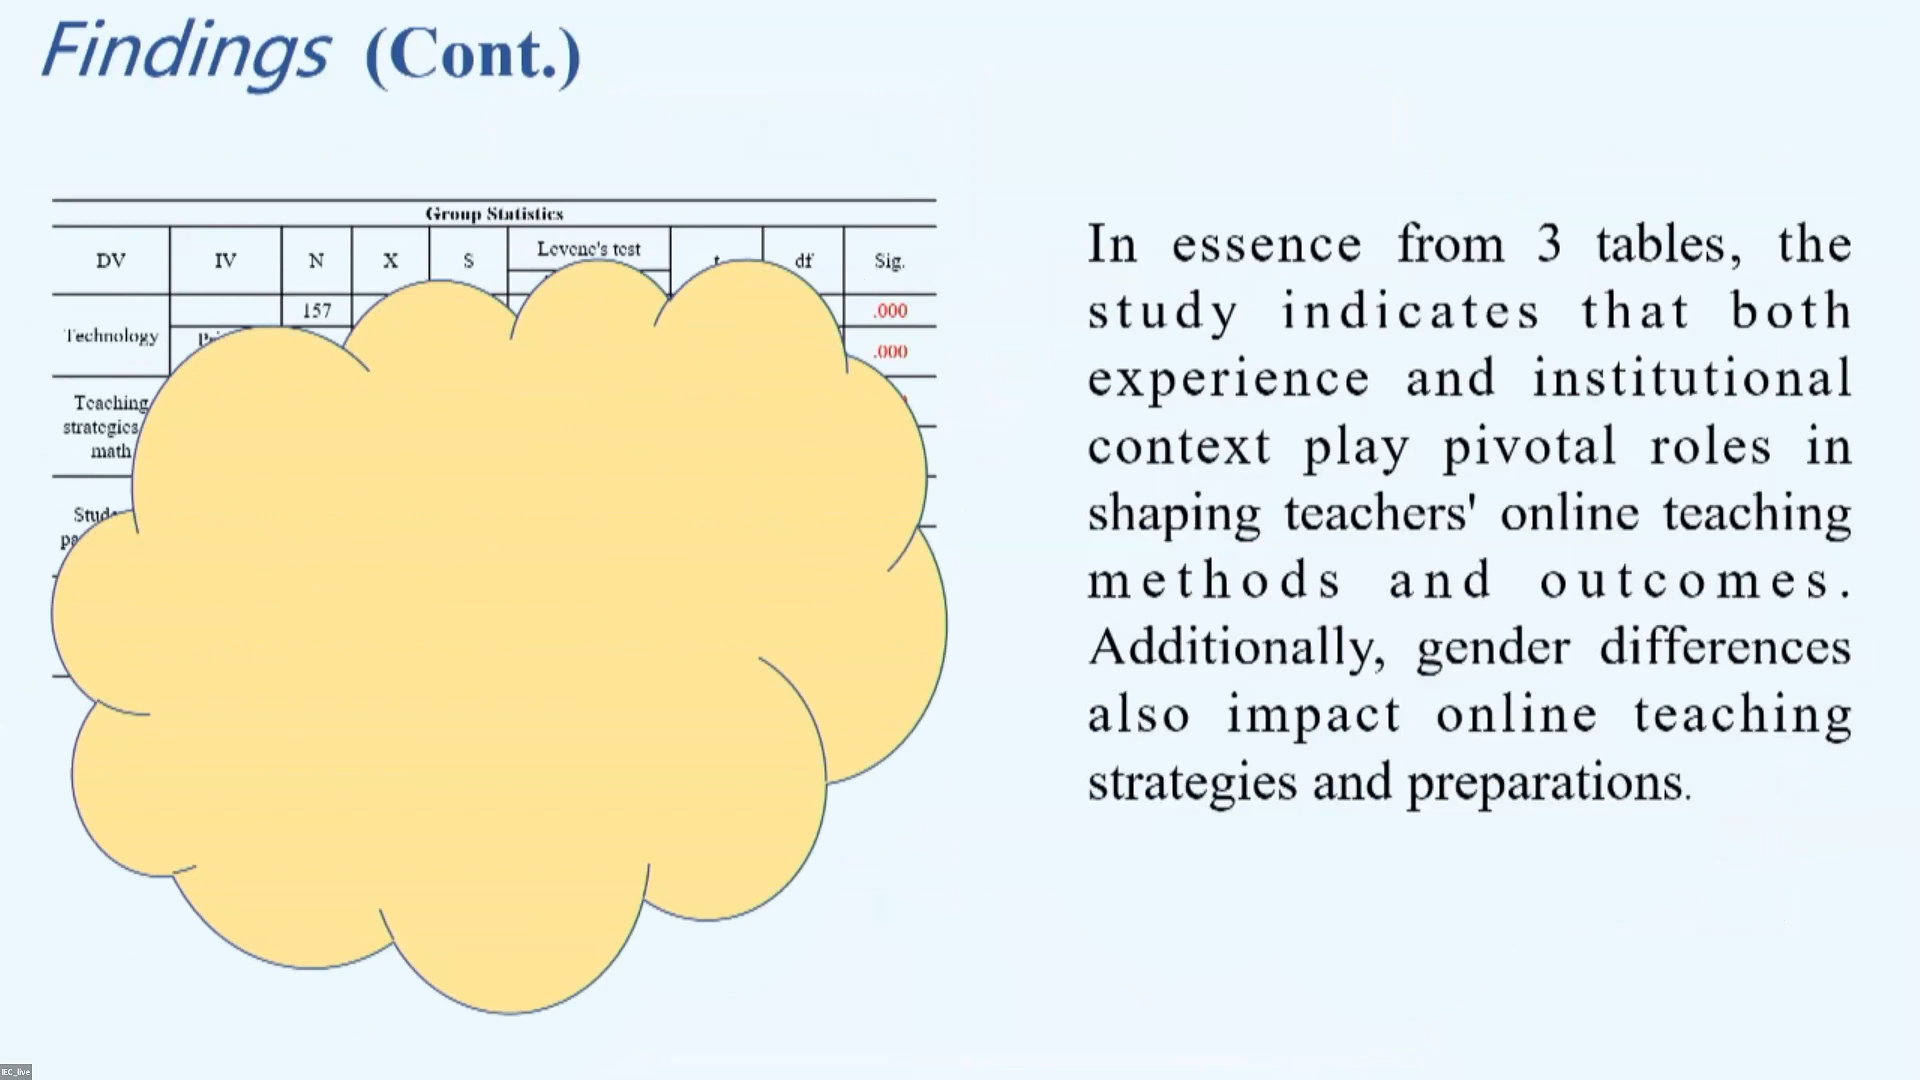 Findings (Cont.)
Group Statistics
DV IV N X S Levene's test t df Sig.
157 .000
Technology
.000
Teaching
strategies
math
In essence from 3 tables, the
study indicates that both
experience and institutional
context play pivotal roles in
shaping teachers' online teaching
methods and outcomes.
Additionally, gender differences
also impact online teaching
strategies and preparations.
IEC_live